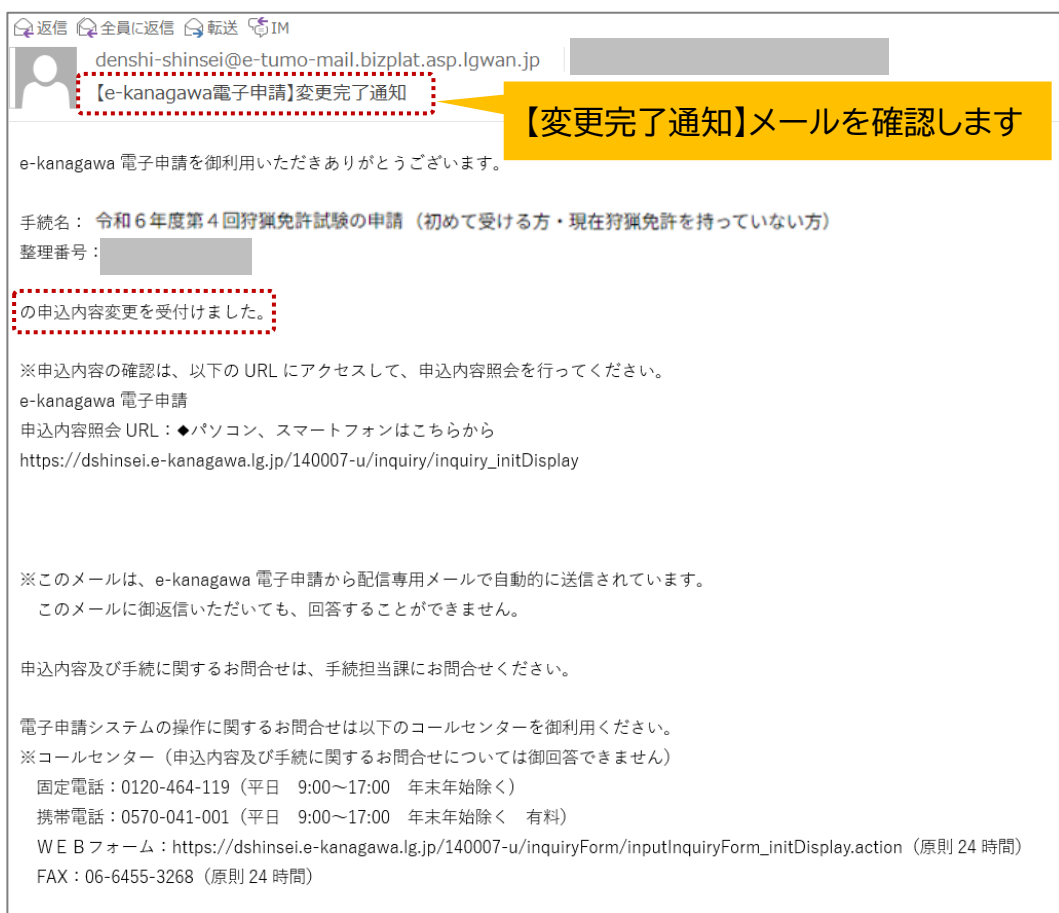 返信 全員に返信 転送 IM
denshi-shinsei@e-tumo-mail.bizplat.asp.lgwan.jp
【e-kanagawa電子申請】変更完了通知
【変更完了通知】メールを確認します
e-kanagawa 電子申請を御利用いただきありがとうございます。
手続名： 令和６年度第４回狩猟免許試験の申請（初めて受ける方・現在狩猟免許を持っていない方）
整理番号：
の申込内容変更を受付けました。
※申込内容の確認は、以下の URL にアクセスして、申込内容照会を行ってください。
e-kanagawa 電子申請
申込内容照会 URL：◆パソコン、スマートフォンはこちらから
https://dshinsei.e-kanagawa.lg.jp/140007-u/inquiry/inquiry_initDisplay
※このメールは、e-kanagawa 電子申請から配信専用メールで自動的に送信されています。
このメールに御返信いただいても、回答することができません。
申込内容及び手続に関するお問合せは、手続担当課にお問合せください。
電子申請システムの操作に関するお問合せは以下のコールセンターを御利用ください。
※コールセンター（申込内容及び手続に関するお問合せについては御回答できません）
固定電話：0120-464-119（平日　9:00～17:00　年末年始除く）
携帯電話：0570-041-001（平日　9:00～17:00　年末年始除く　有料）
ＷＥＢフォーム：https://dshinsei.e-kanagawa.lg.jp/140007-u/inquiryForm/inputInquiryForm_initDisplay.action（原則 24 時間）
FAX：06-6455-3268（原則 24 時間）